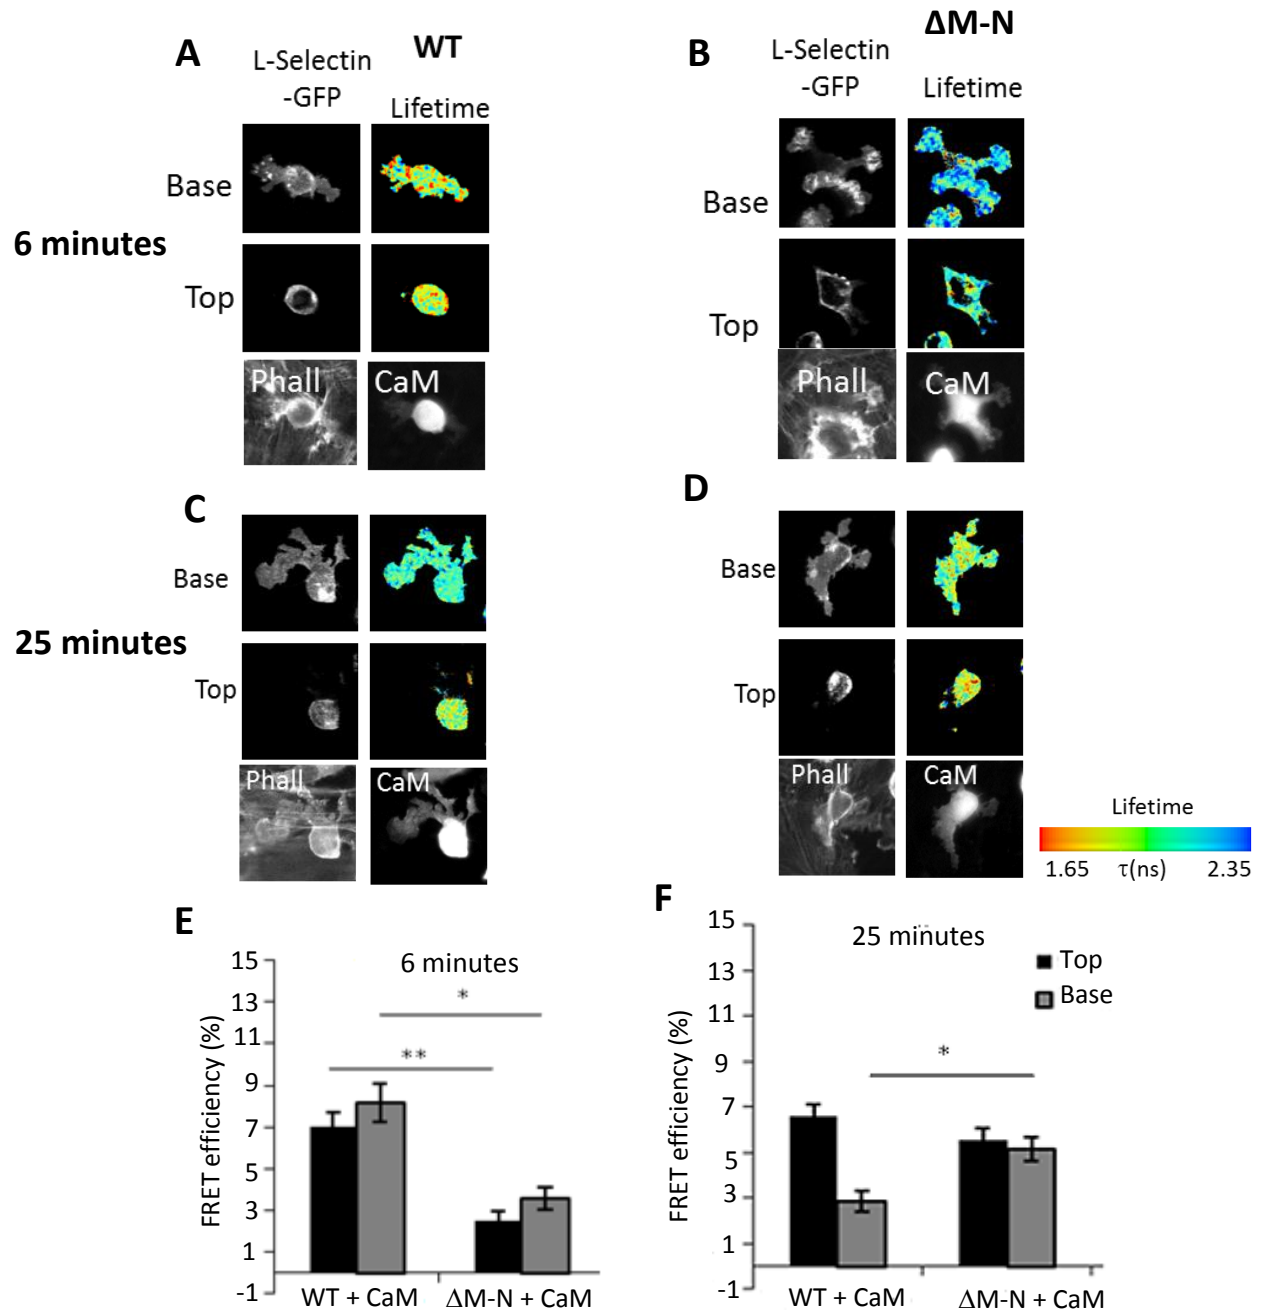 A
WT
L-Selectin
-GFP
Lifetime
B
ΔM-N
L-Selectin
-GFP
Lifetime
Base
6 minutes
Top
Phall
CaM
Base
Top
Phall
CaM
C
Base
25 minutes
Top
Phall
CaM
D
Base
Top
Phall
CaM
Lifetime
1.65 τ(ns) 2.35
E
6 minutes
FRET efficiency (%)
15
13
11
9
7
5
3
1
-1
*
**
WT + CaM
ΔM-N + CaM
F
25 minutes
FRET efficiency (%)
15
13
11
9
7
5
3
1
-1
Top
Base
*
WT + CaM
ΔM-N + CaM